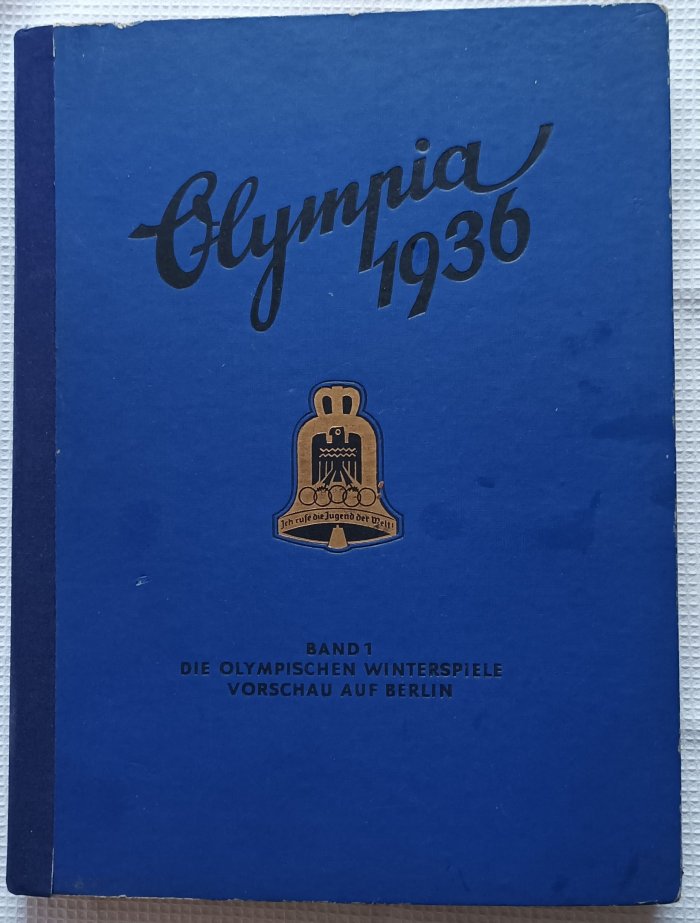 Olympia
1936
Ich rufe die Jugend der Welt!
BAND 1
DIE OLYMPISCHEN WINTERSPIELE
VORSCHAU AUF BERLIN